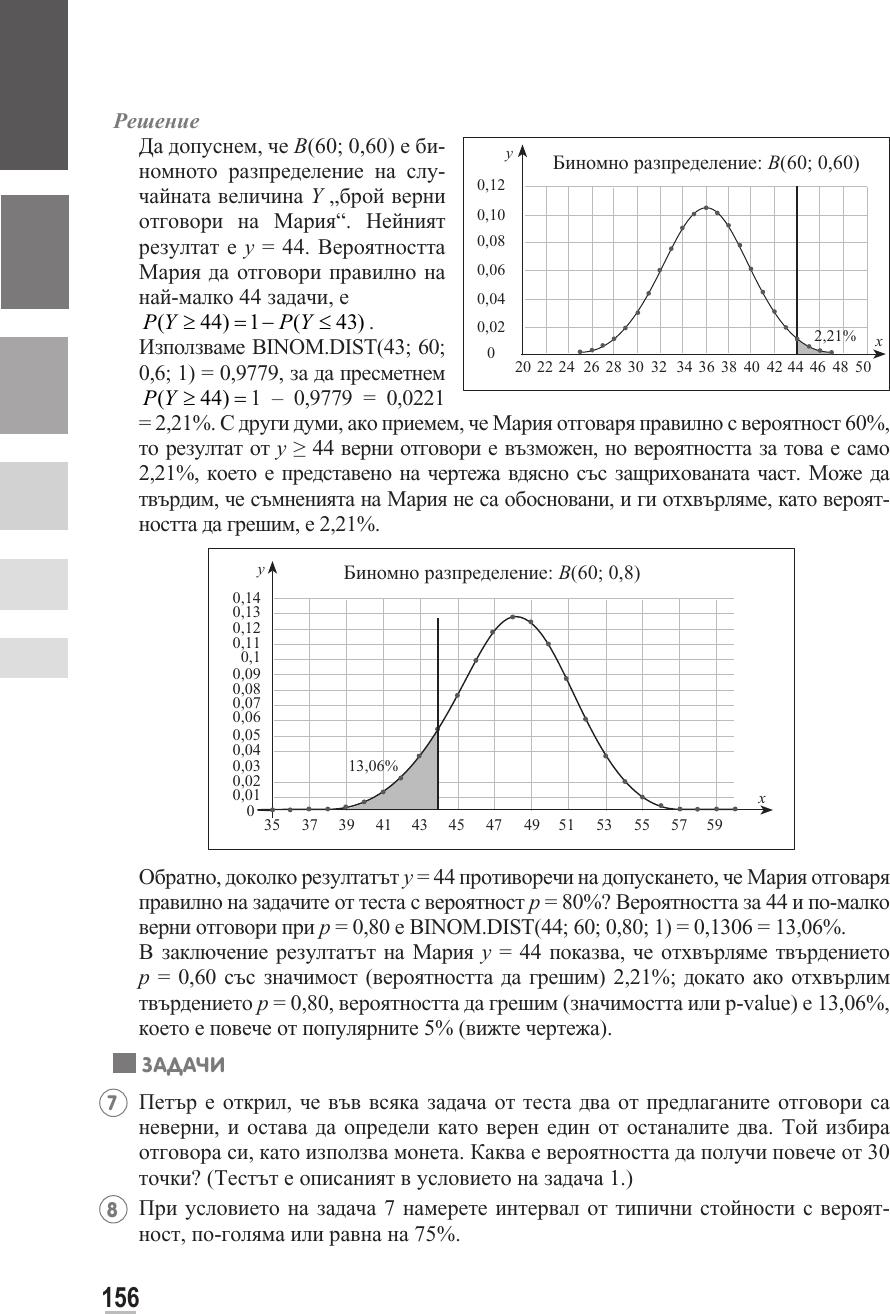 Решение
Да допуснем, че B(60; 0,60) е би-
номното разпределение на слу-
чайната величина Y „брой верни
отговори на Мария“. Нейният
резултат е y = 44. Вероятността
Мария да отговори правилно на
най-малко 44 задачи, е
P(Y ≥ 44) = 1 – P(Y ≤ 43) .
Използваме BINOM.DIST(43; 60;
0,6; 1) = 0,9779, за да пресметнем
P(Y ≥ 44) = 1 – 0,9779 = 0,0221
y
Биномно разпределение: B(60; 0,60)
0,12
0,10
0,08
0,06
0,04
0,02
0
2,21%
x
20 22 24 26 28 30 32 34 36 38 40 42 44 46 48 50
= 2,21%. С други думи, ако приемем, че Мария отговаря правилно с вероятност 60%,
то резултат от y ≥ 44 верни отговори е възможен, но вероятността за това е само
2,21%, което е представено на чертежа вдясно със защрихованата част. Може да
твърдим, че съмненията на Мария не са обосновани, и ги отхвърляме, като вероят-
ността да грешим, е 2,21%.
y
Биномно разпределение: B(60; 0,8)
0,14
0,13
0,12
0,11
0,1
0,09
0,08
0,07
0,06
0,05
0,04
0,03
0,02
0,01
0
13,06%
x
35 37 39 41 43 45 47 49 51 53 55 57 59
Обратно, доколко резултатът y = 44 противоречи на допускането, че Мария отговаря
правилно на задачите от теста с вероятност p = 80%? Вероятността за 44 и по-малко
верни отговори при p = 0,80 е BINOM.DIST(44; 60; 0,80; 1) = 0,1306 = 13,06%.
В заключение резултатът на Мария y = 44 показва, че отхвърляме твърдението
p = 0,60 със значимост (вероятността да грешим) 2,21%; докато ако отхвърлим
твърдението p = 0,80, вероятността да грешим (значимостта или p-value) е 13,06%,
което е повече от популярните 5% (вижте чертежа).
ЗАДАЧИ
7 Петър е открил, че във всяка задача от теста два от предлаганите отговори са
неверни, и остава да определи като верен един от останалите два. Той избира
отговора си, като използва монета. Каква е вероятността да получи повече от 30
точки? (Тестът е описаният в условието на задача 1.)
8 При условието на задача 7 намерете интервал от типични стойности с вероят-
ност, по-голяма или равна на 75%.
156